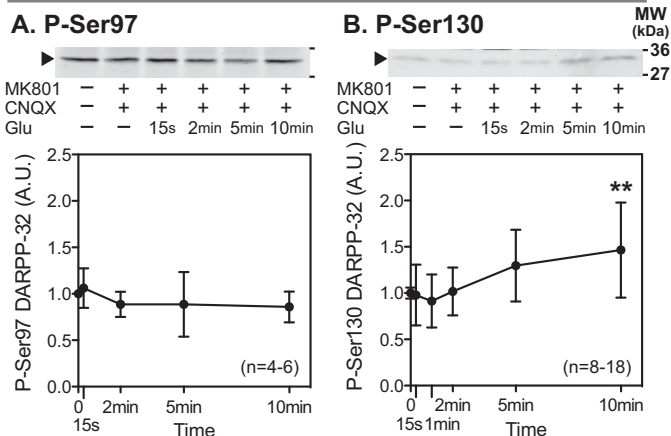 A. P-Ser97
B. P-Ser130
MW
(kDa)
36
27
MK801 − + + + + +
CNQX − + + + + +
Glu − − 15s 2min 5min 10min
MK801 − + + + + +
CNQX − + + + + +
Glu − − 15s 2min 5min 10min
P-Ser97 DARPP-32 (A.U.)
2.5
2.0
1.5
1.0
0.5
0.0
(n=4-6)
0 2min 5min 10min
15s
Time
P-Ser130 DARPP-32 (A.U.)
2.5
2.0
1.5
1.0
0.5
0.0
**
(n=8-18)
0 2min 5min 10min
15s 1min
Time